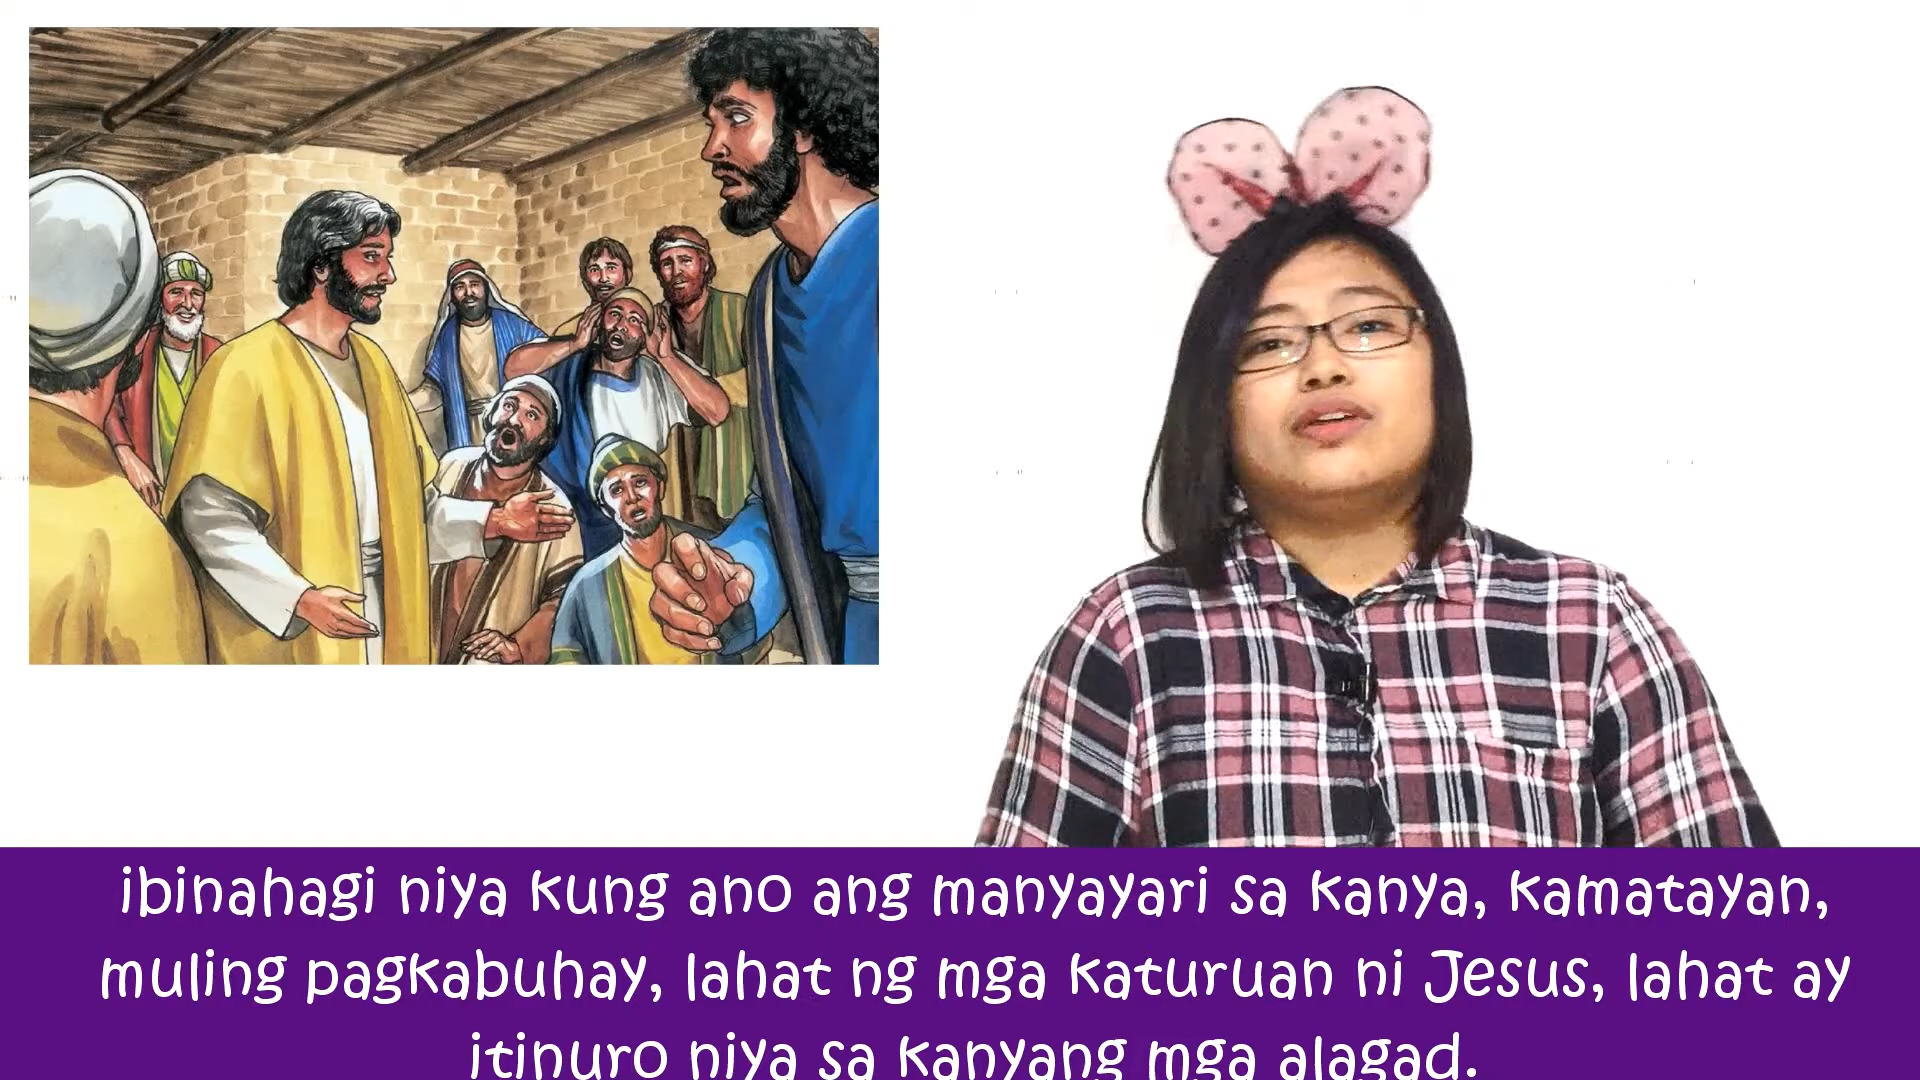 ibinahagi niya kung ano ang manyayari sa kanya, kamatayan,
muling pagkabuhay, lahat ng mga katuruan ni Jesus, lahat ay
itinuro niya sa kanyang mga alagad.